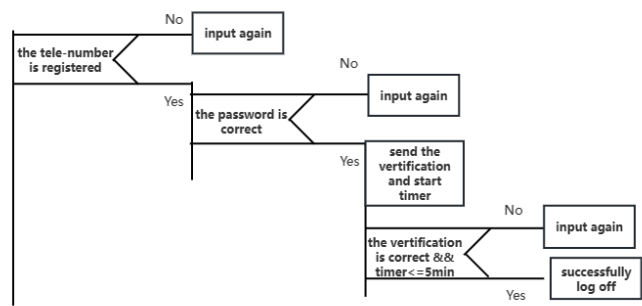 No
input again
the tele-number
is registered
Yes
No
input again
the password is
correct
Yes
send the
vertification
and start
timer
No
input again
the vertification
is correct &&
timer<=5min
successfully
log off
Yes